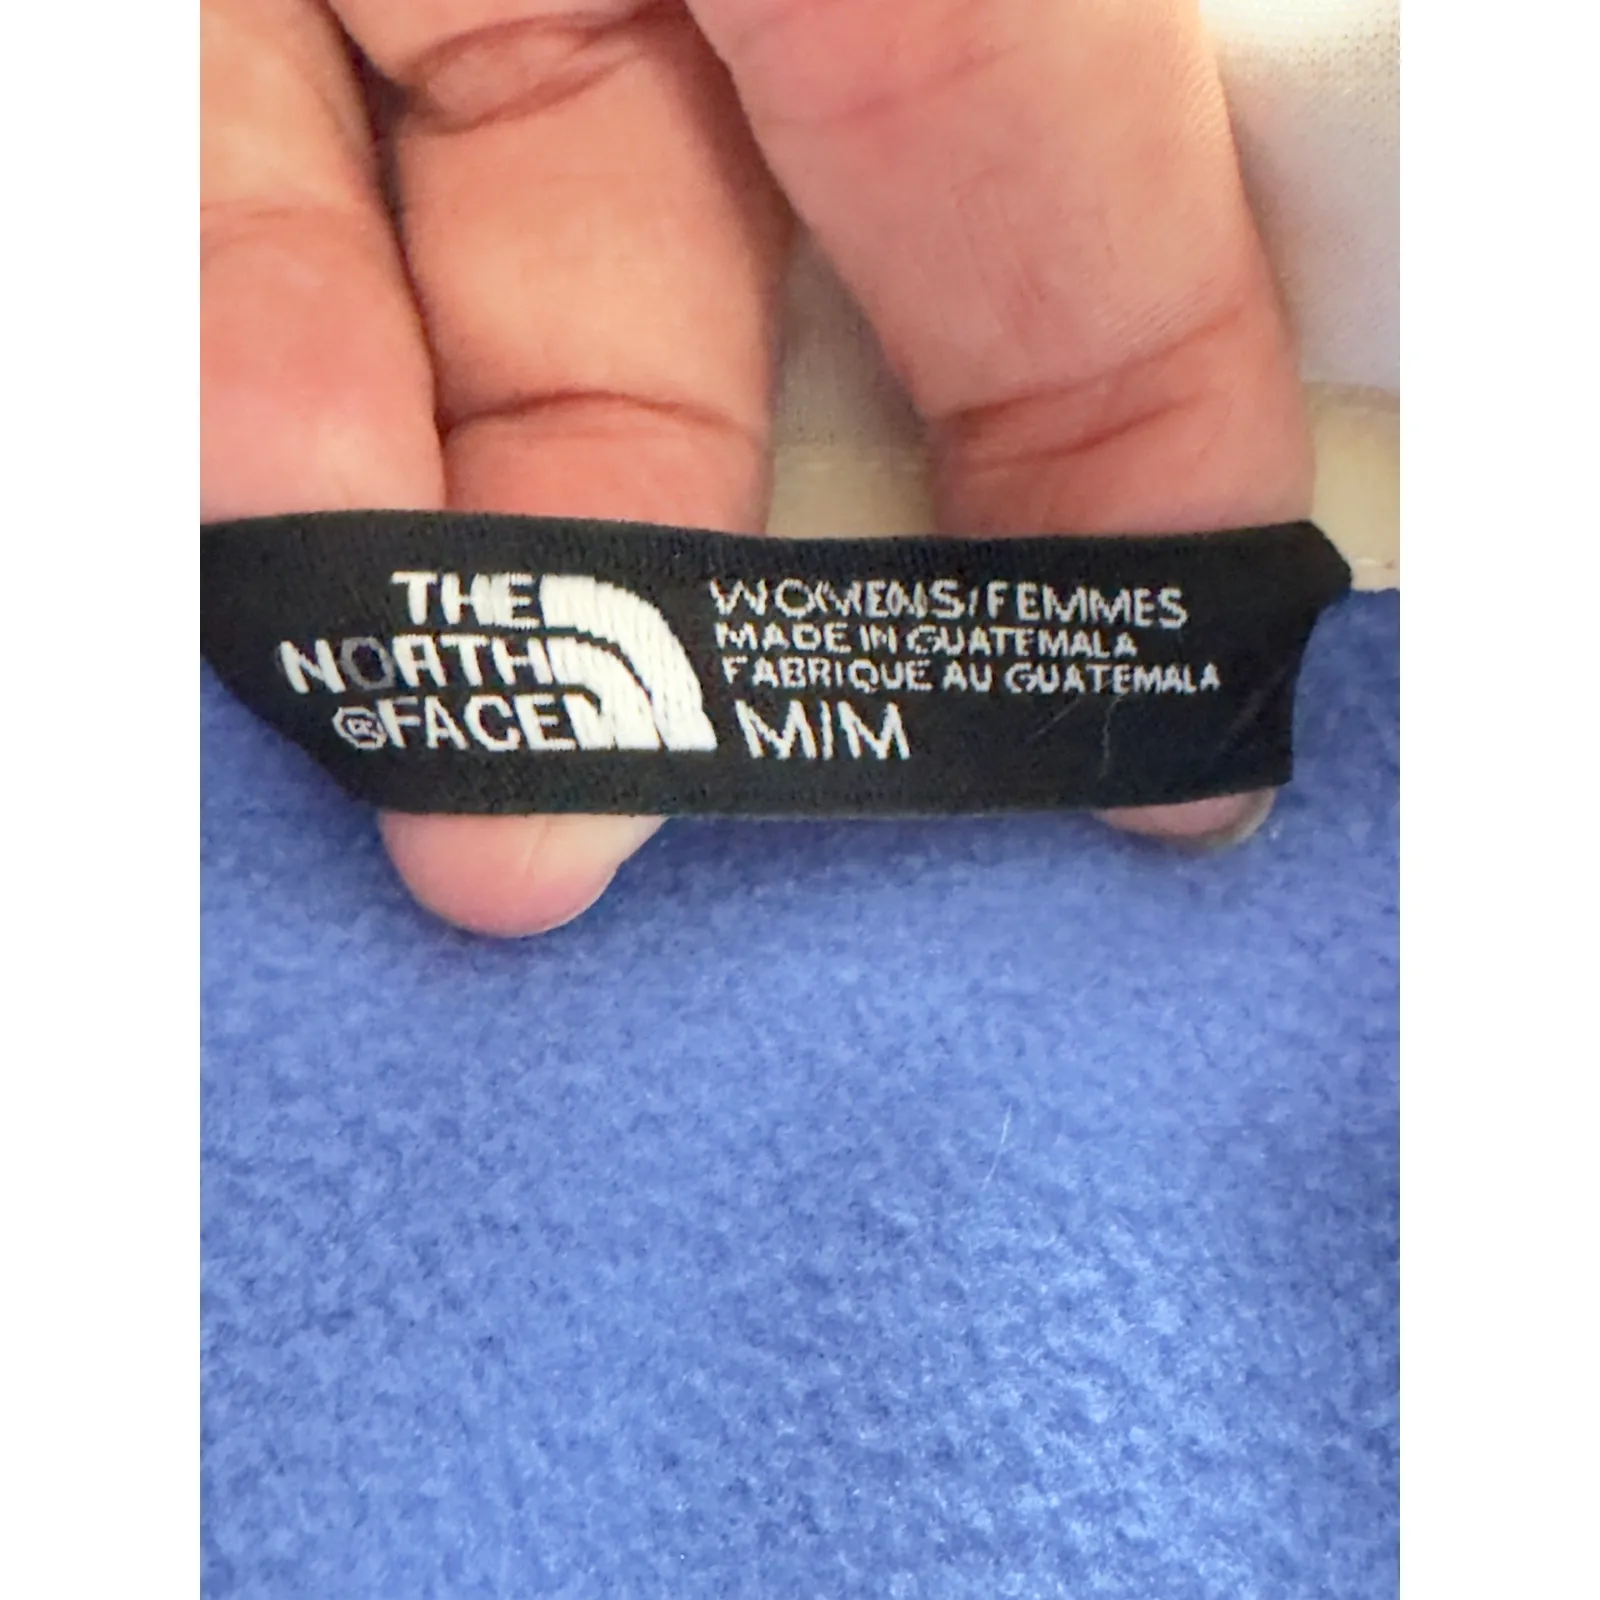 THE
NORTH
®FACE
WOMENS/FEMMES
MADE IN GUATEMALA
FABRIQUE AU GUATEMALA
M/M